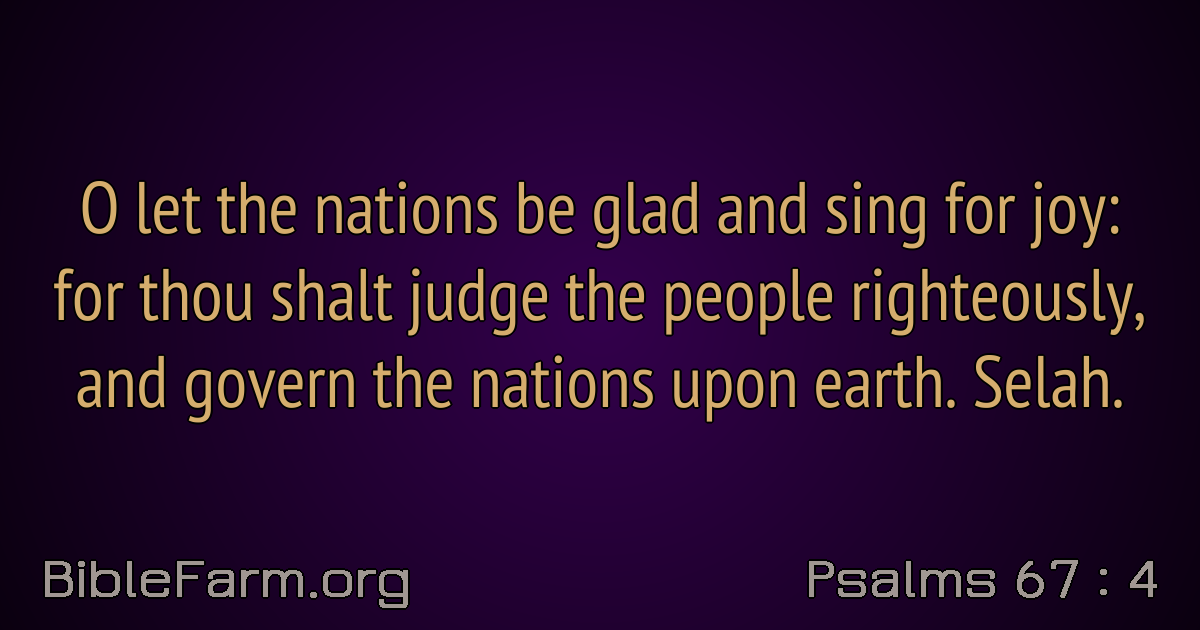 O let the nations be glad and sing for joy:
for thou shalt judge the people righteously,
and govern the nations upon earth. Selah.
BibleFarm.org
Psalms 67 : 4